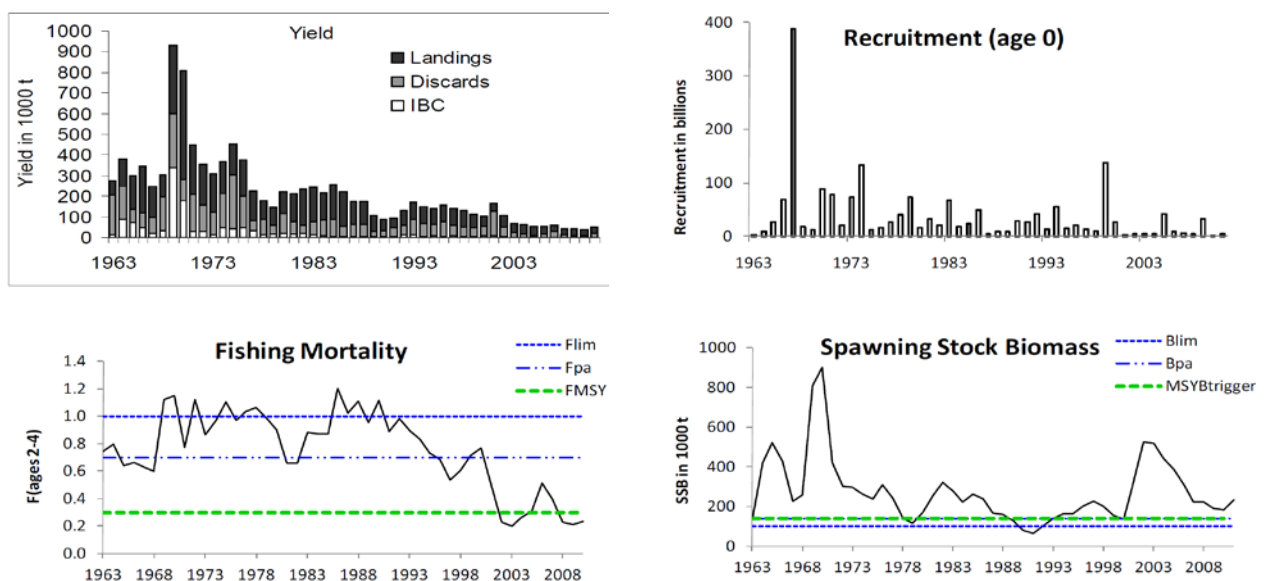 Yield
Yield in 1000 t
1000
900
800
700
600
500
400
300
200
100
0
Landings
Discards
IBC
1963 1973 1983 1993 2003
Recruitment (age 0)
Recruitment in billions
400
300
200
100
0
1963 1973 1983 1993 2003
Fishing Mortality
F(ages 2-4)
1.4
1.2
1.0
0.8
0.6
0.4
0.2
0.0
Flim
Fpa
FMSY
1963 1968 1973 1978 1983 1988 1993 1998 2003 2008
Spawning Stock Biomass
SSB in 1000 t
1000
800
600
400
200
0
Blim
Bpa
MSYBtrigger
1963 1968 1973 1978 1983 1988 1993 1998 2003 2008